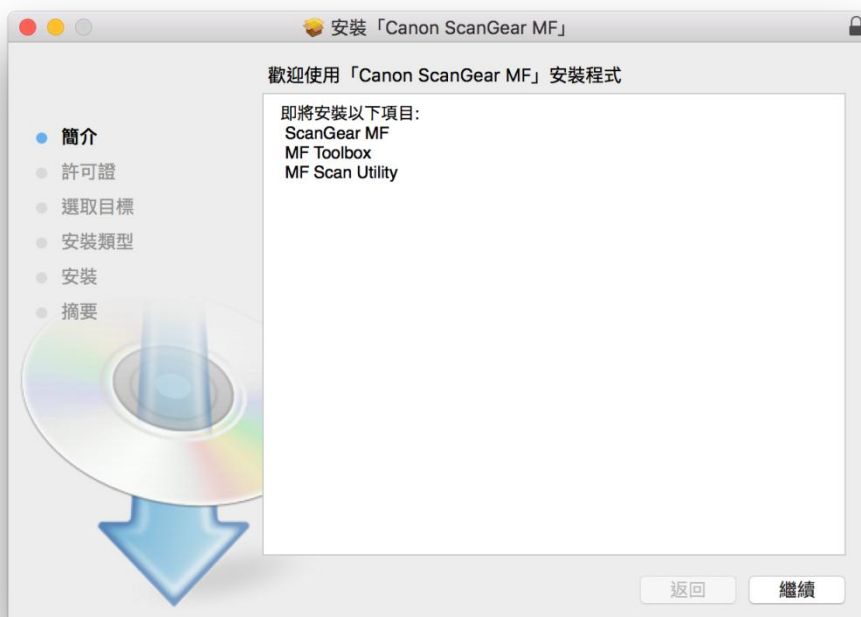 安裝「Canon ScanGear MF」
歡迎使用「Canon ScanGear MF」安裝程式
簡介
許可證
選取目標
安裝類型
安裝
摘要
即將安裝以下項目:
ScanGear MF
MF Toolbox
MF Scan Utility
返回
繼續